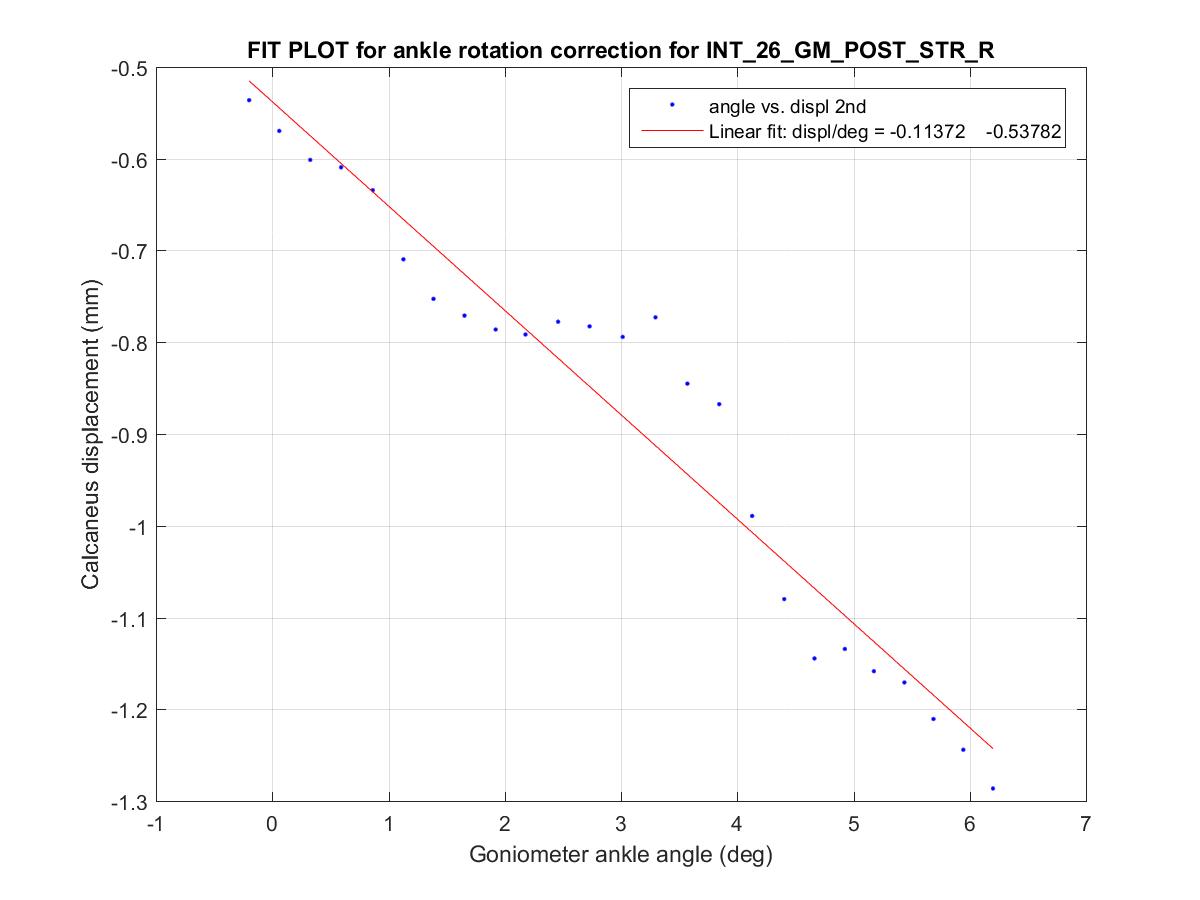 FIT PLOT for ankle rotation correction for INT_26_GM_POST_STR_R
angle vs. displ 2nd
Linear fit: displ/deg = -0.11372    -0.53782
-0.5
-0.6
-0.7
-0.8
-0.9
-1
-1.1
-1.2
-1.3
Calcaneus displacement (mm)
-1 0 1 2 3 4 5 6 7
Goniometer ankle angle (deg)